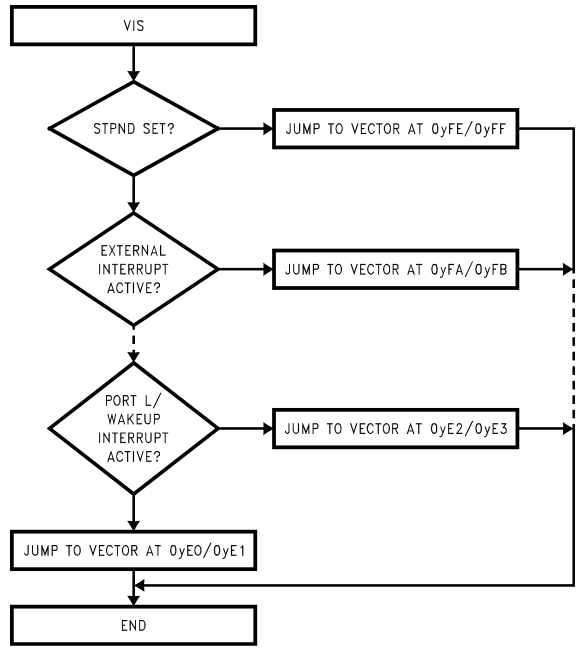 VIS
STPND SET?
JUMP TO VECTOR AT 0yFE/0yFF
EXTERNAL
INTERRUPT
ACTIVE?
JUMP TO VECTOR AT 0yFA/0yFB
PORT L/
WAKEUP
INTERRUPT
ACTIVE?
JUMP TO VECTOR AT 0yE2/0yE3
JUMP TO VECTOR AT 0yE0/0yE1
END